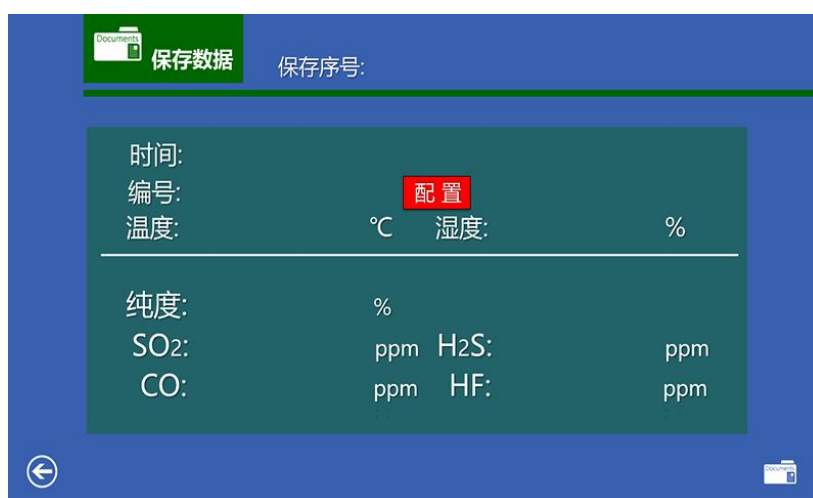 Documents
保存数据 保存序号:
时间:
编号: 配置
温度: ℃ 湿度: %
纯度: %
SO2: ppm H2S: ppm
CO: ppm HF: ppm
Documents